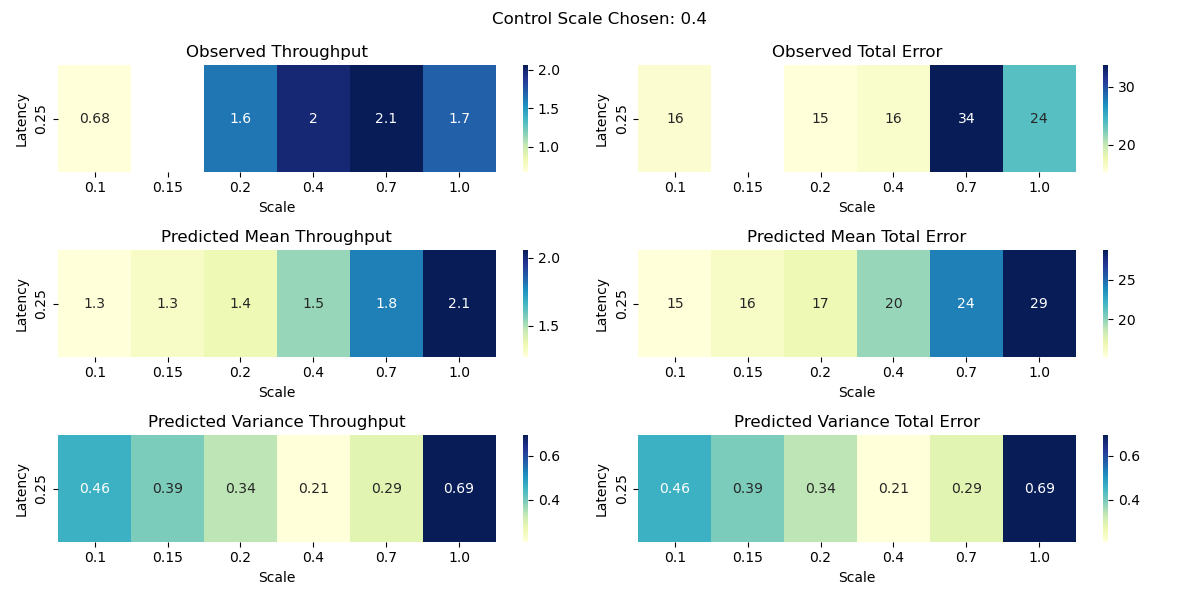 Control Scale Chosen: 0.4
Observed Throughput
Latency
0.25
0.68 1.6 2 2.1 1.7
0.1 0.15 0.2 0.4 0.7 1.0
Scale
2.0
1.5
1.0
Observed Total Error
Latency
0.25
16 15 16 34 24
0.1 0.15 0.2 0.4 0.7 1.0
Scale
30
20
Predicted Mean Throughput
Latency
0.25
1.3 1.3 1.4 1.5 1.8 2.1
0.1 0.15 0.2 0.4 0.7 1.0
Scale
2.0
1.5
Predicted Mean Total Error
Latency
0.25
15 16 17 20 24 29
0.1 0.15 0.2 0.4 0.7 1.0
Scale
25
20
Predicted Variance Throughput
Latency
0.25
0.46 0.39 0.34 0.21 0.29 0.69
0.1 0.15 0.2 0.4 0.7 1.0
Scale
0.6
0.4
Predicted Variance Total Error
Latency
0.25
0.46 0.39 0.34 0.21 0.29 0.69
0.1 0.15 0.2 0.4 0.7 1.0
Scale
0.6
0.4